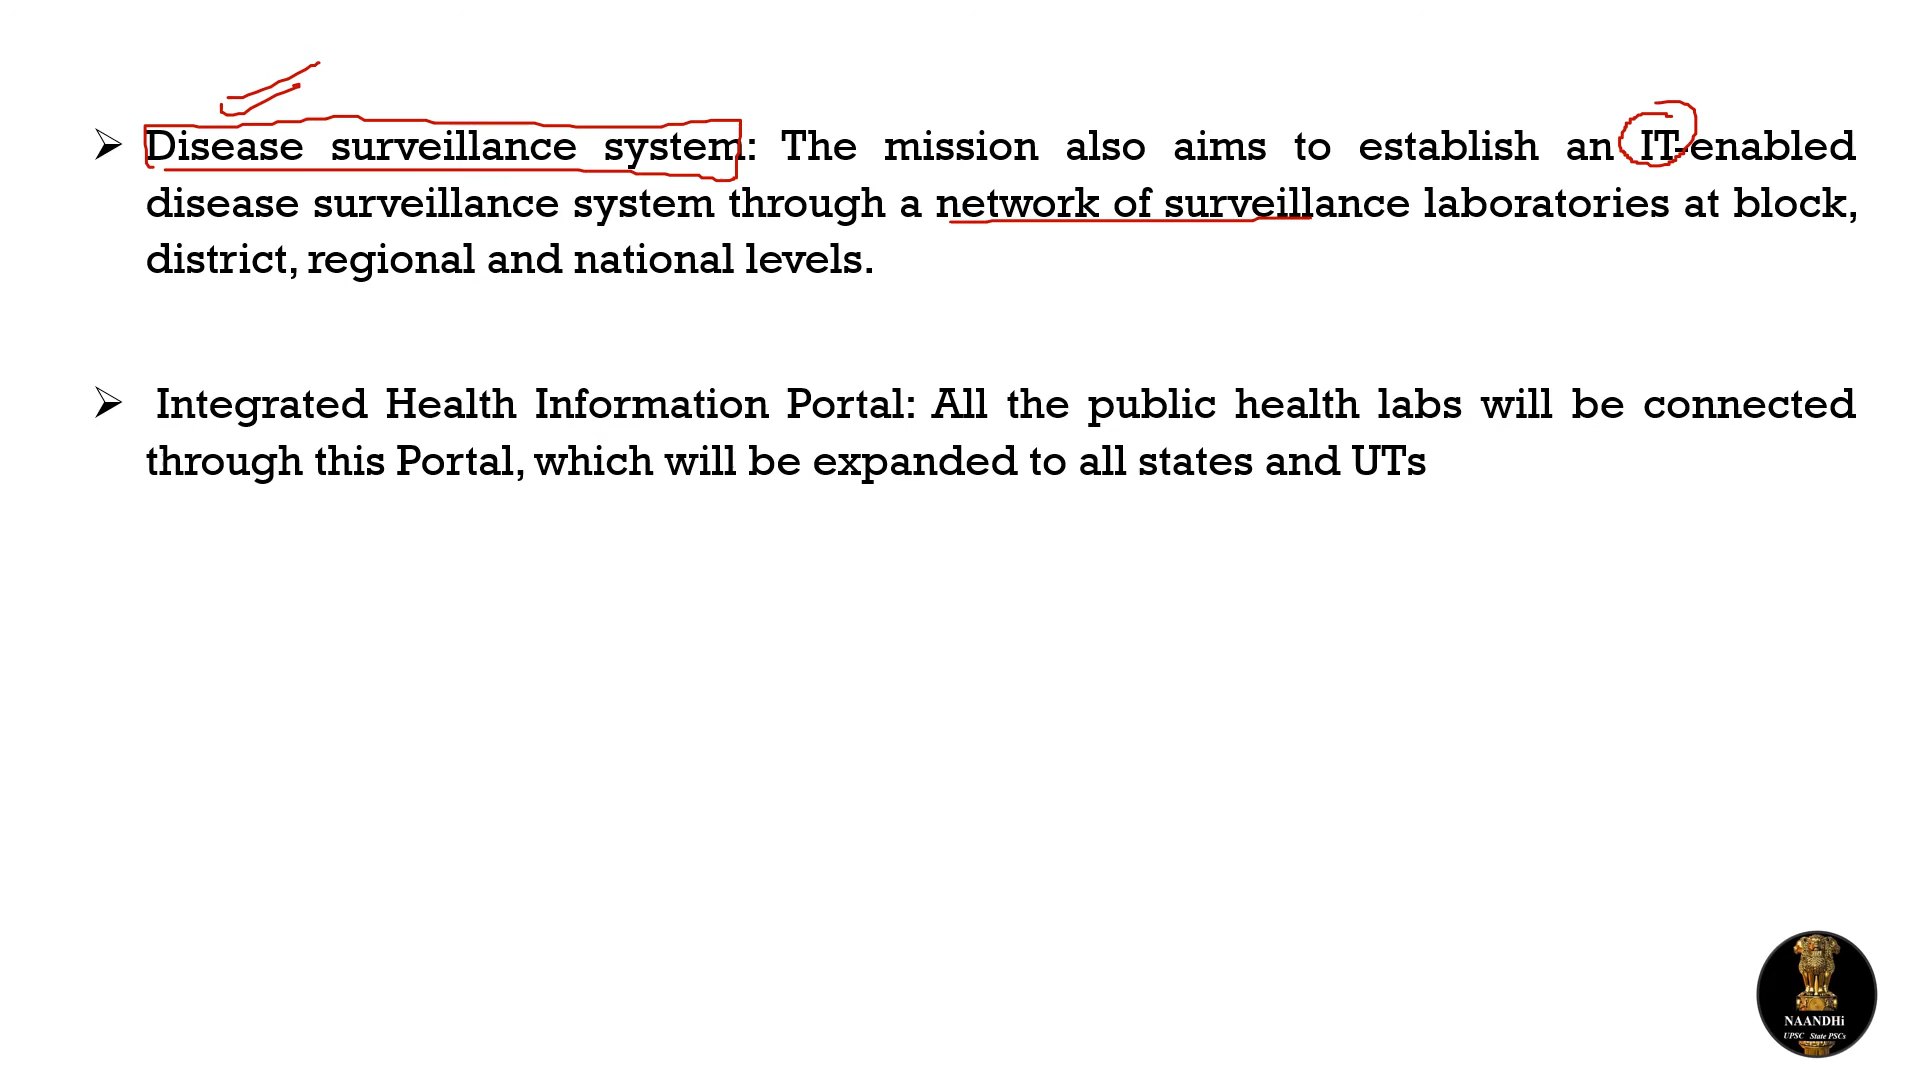 ➢ Disease surveillance system: The mission also aims to establish an IT-enabled
disease surveillance system through a network of surveillance laboratories at block,
district, regional and national levels.
➢ Integrated Health Information Portal: All the public health labs will be connected
through this Portal, which will be expanded to all states and UTs
NAANDHi
UPSC State PSCs